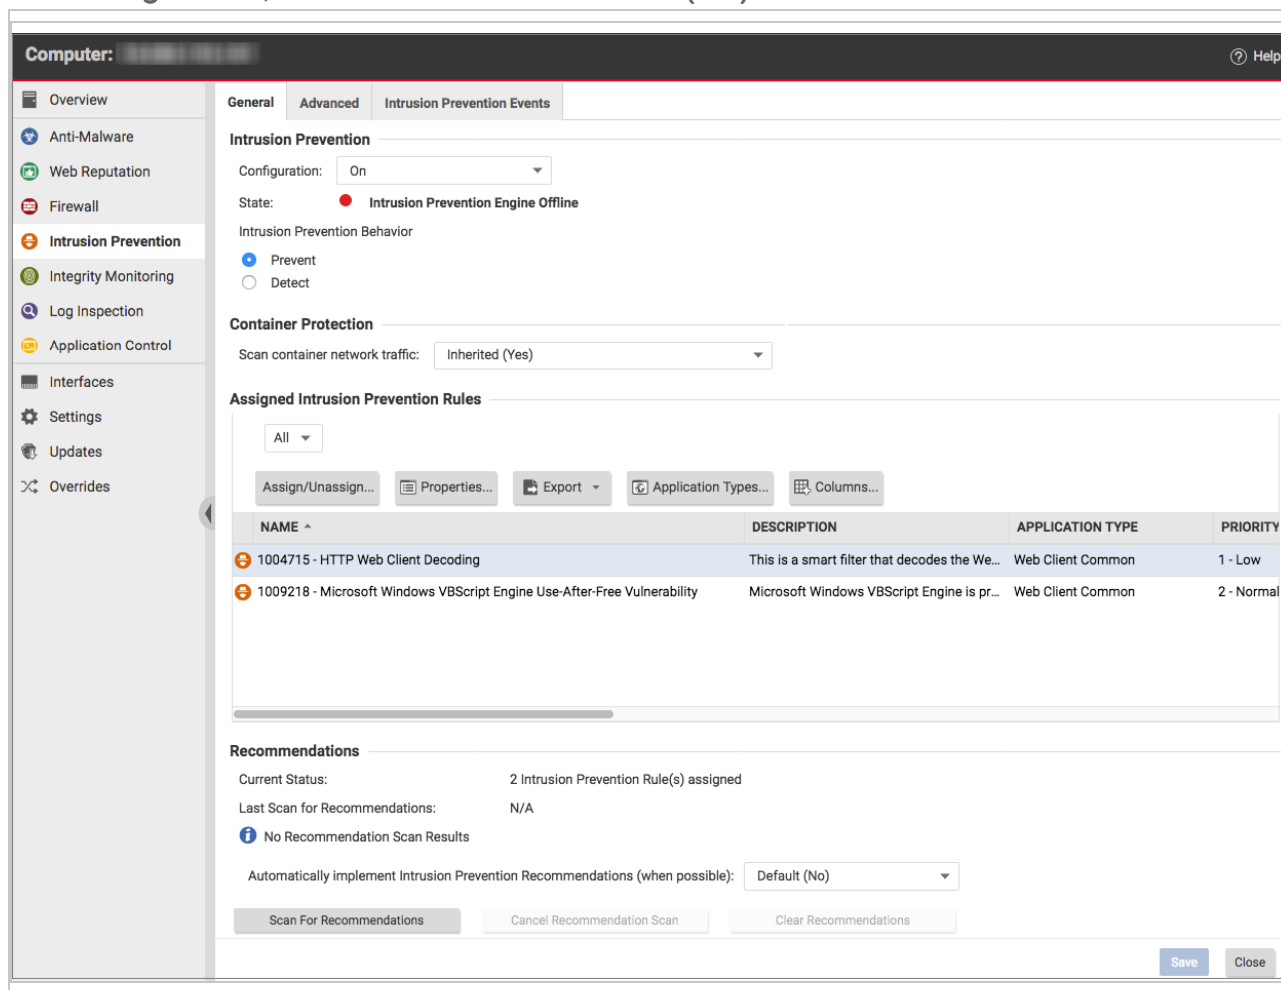 Computer:
Help
Overview
Anti-Malware
Web Reputation
Firewall
Intrusion Prevention
Integrity Monitoring
Log Inspection
Application Control
Interfaces
Settings
Updates
Overrides
General Advanced Intrusion Prevention Events
Intrusion Prevention
Configuration: On
State: Intrusion Prevention Engine Offline
Intrusion Prevention Behavior
Prevent
Detect
Container Protection
Scan container network traffic: Inherited (Yes)
Assigned Intrusion Prevention Rules
All
Assign/Unassign... Properties... Export Application Types... Columns...
NAME DESCRIPTION APPLICATION TYPE PRIORITY
1004715 - HTTP Web Client Decoding This is a smart filter that decodes the We... Web Client Common 1 - Low
1009218 - Microsoft Windows VBScript Engine Use-After-Free Vulnerability Microsoft Windows VBScript Engine is pr... Web Client Common 2 - Normal
Recommendations
Current Status: 2 Intrusion Prevention Rule(s) assigned
Last Scan for Recommendations: N/A
No Recommendation Scan Results
Automatically implement Intrusion Prevention Recommendations (when possible): Default (No)
Scan For Recommendations Cancel Recommendation Scan Clear Recommendations
Save Close